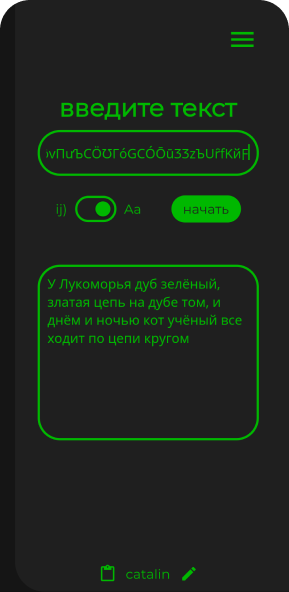 введите текст
ij) Aa начать
У Лукоморья дуб зелёный,
златая цепь на дубе том, и
днём и ночью кот учёный все
ходит по цепи кругом
catalin